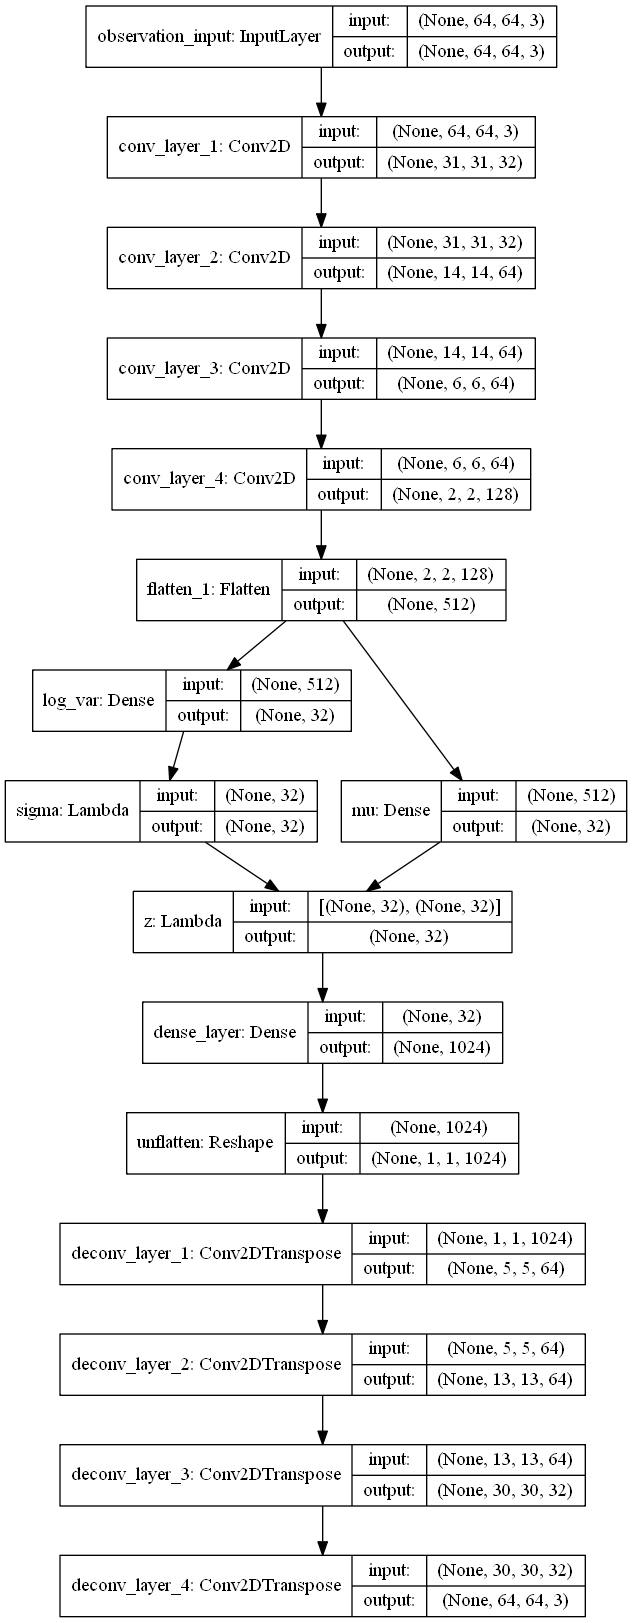 observation_input: InputLayer
input: (None, 64, 64, 3)
output: (None, 64, 64, 3)
conv_layer_1: Conv2D
input: (None, 64, 64, 3)
output: (None, 31, 31, 32)
conv_layer_2: Conv2D
input: (None, 31, 31, 32)
output: (None, 14, 14, 64)
conv_layer_3: Conv2D
input: (None, 14, 14, 64)
output: (None, 6, 6, 64)
conv_layer_4: Conv2D
input: (None, 6, 6, 64)
output: (None, 2, 2, 128)
flatten_1: Flatten
input: (None, 2, 2, 128)
output: (None, 512)
log_var: Dense
input: (None, 512)
output: (None, 32)
sigma: Lambda
input: (None, 32)
output: (None, 32)
mu: Dense
input: (None, 512)
output: (None, 32)
z: Lambda
input: [(None, 32), (None, 32)]
output: (None, 32)
dense_layer: Dense
input: (None, 32)
output: (None, 1024)
unflatten: Reshape
input: (None, 1024)
output: (None, 1, 1, 1024)
deconv_layer_1: Conv2DTranspose
input: (None, 1, 1, 1024)
output: (None, 5, 5, 64)
deconv_layer_2: Conv2DTranspose
input: (None, 5, 5, 64)
output: (None, 13, 13, 64)
deconv_layer_3: Conv2DTranspose
input: (None, 13, 13, 64)
output: (None, 30, 30, 32)
deconv_layer_4: Conv2DTranspose
input: (None, 30, 30, 32)
output: (None, 64, 64, 3)